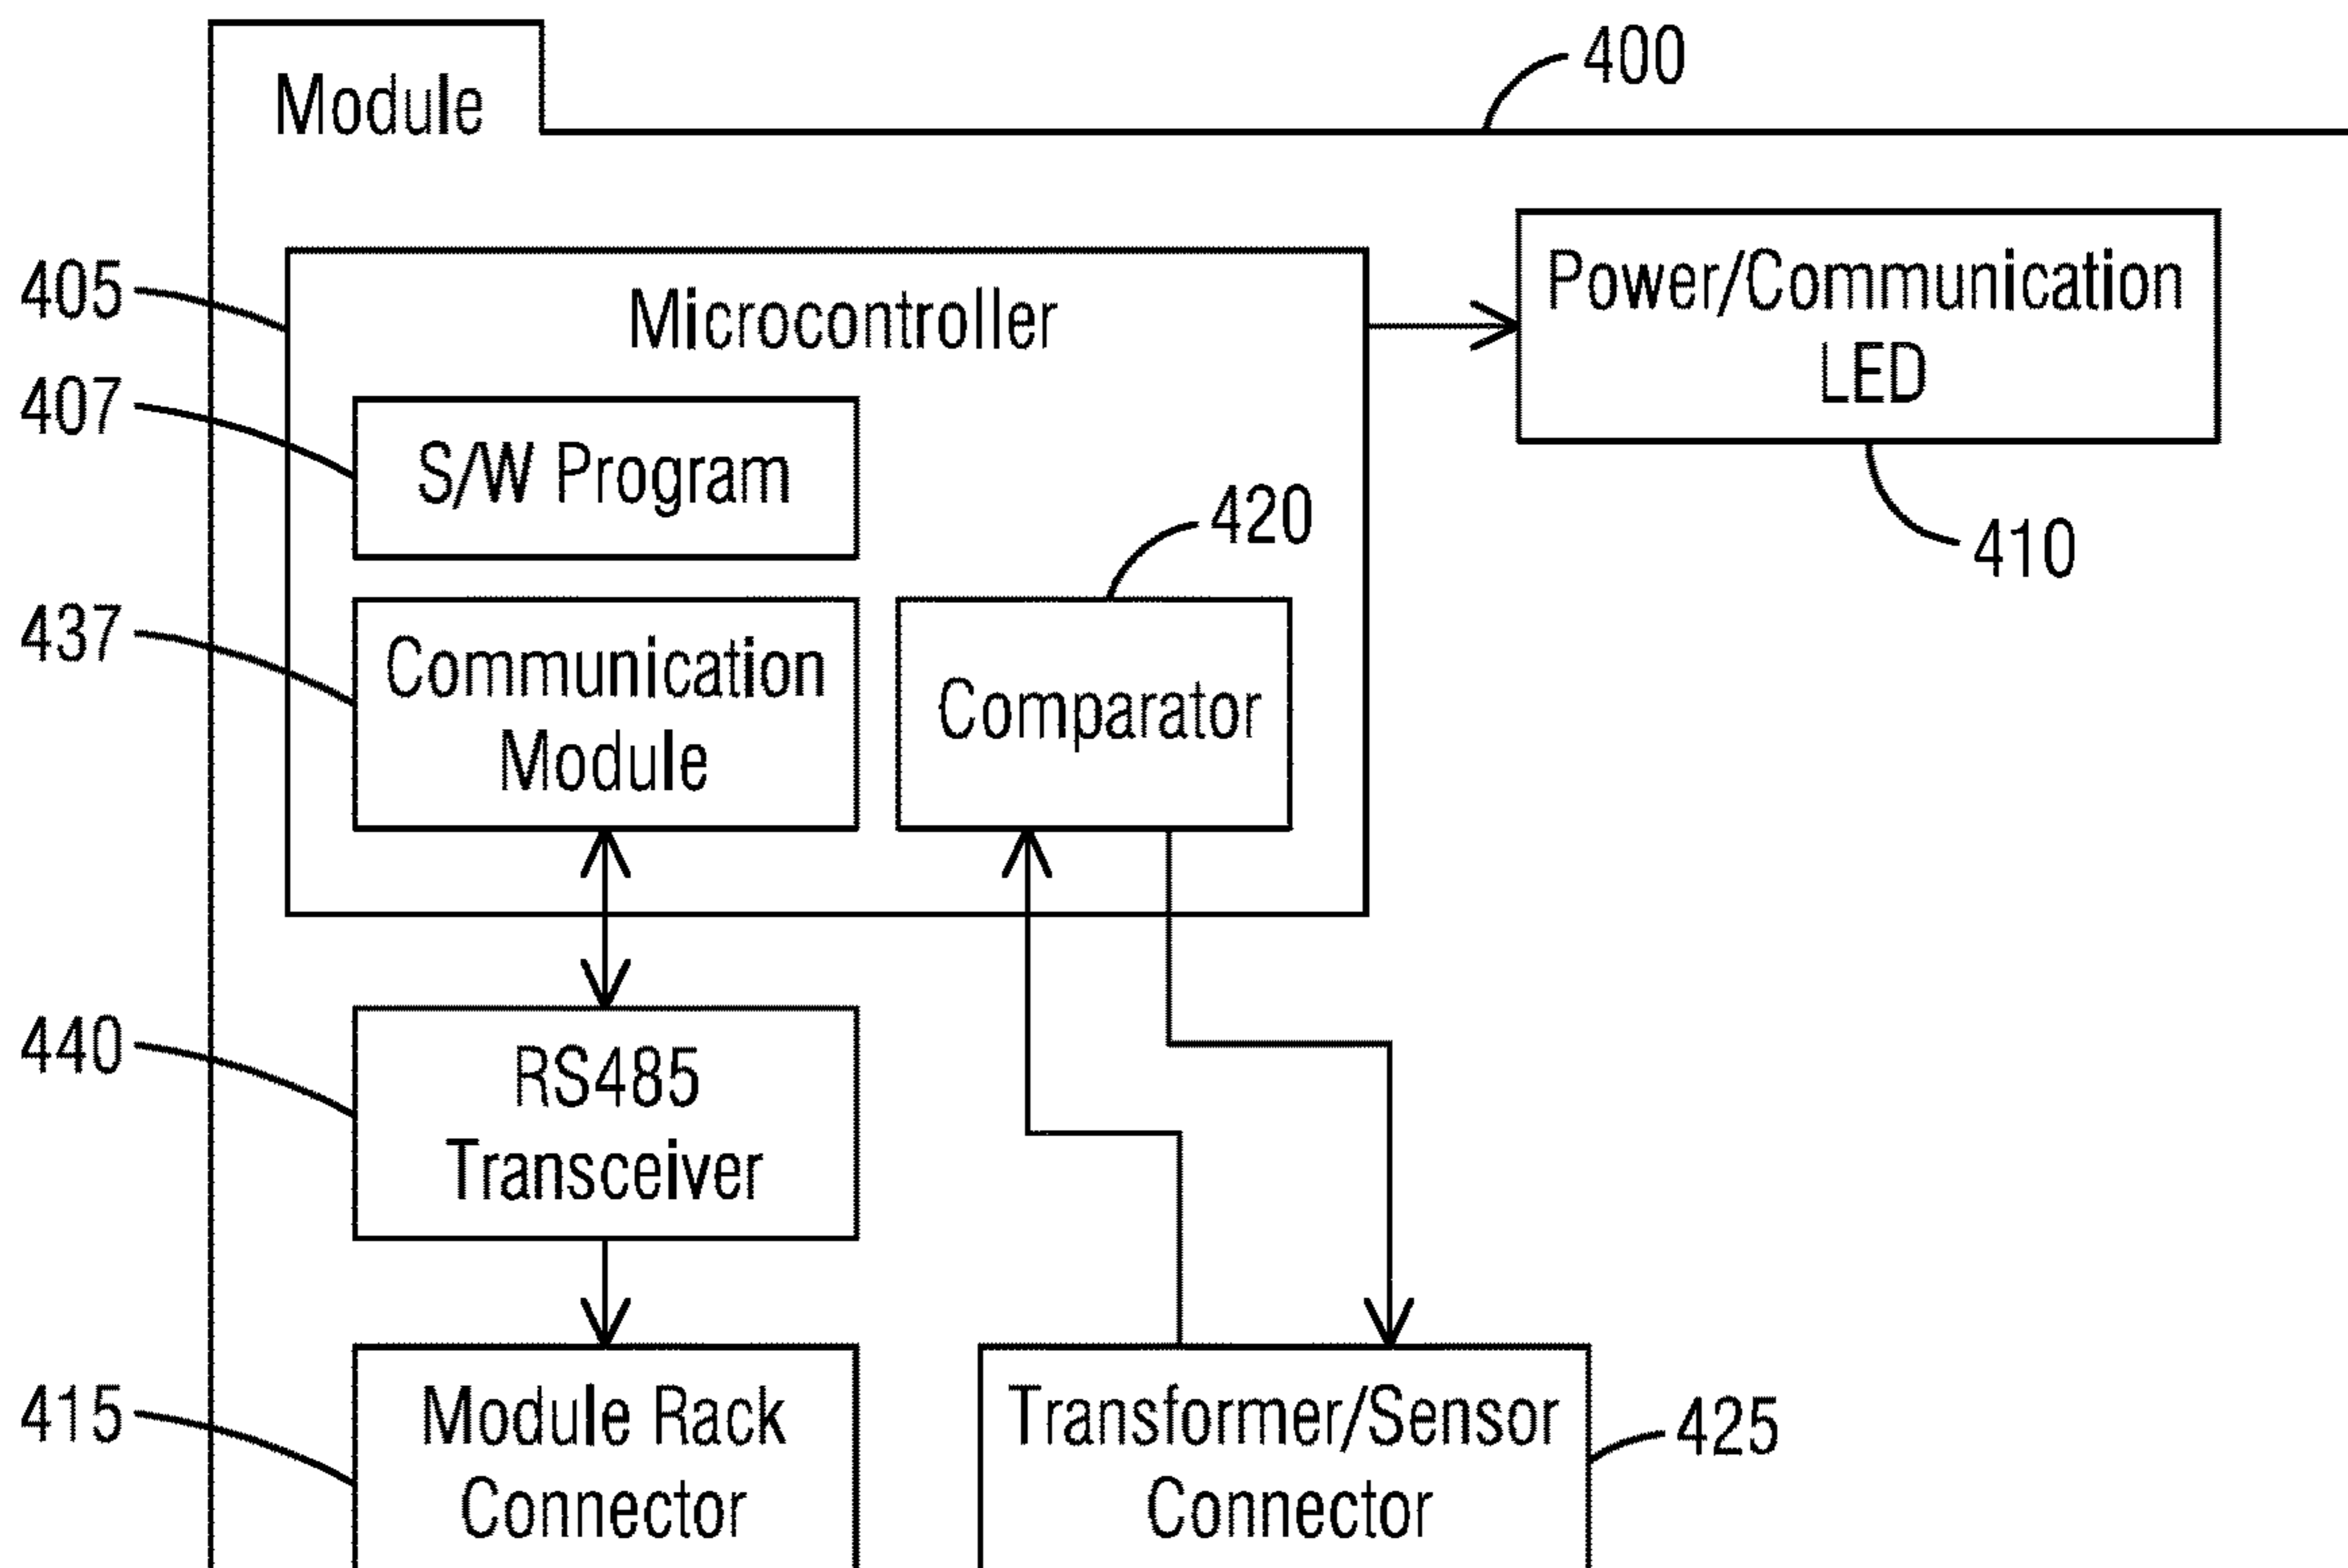 400
Module
Power/Communication
LED
405
Microcontroller
407
S/W Program
420
410
437
Communication
Module
Comparator
440
RS485
Transceiver
415
Module Rack
Connector
Transformer/Sensor
Connector
425